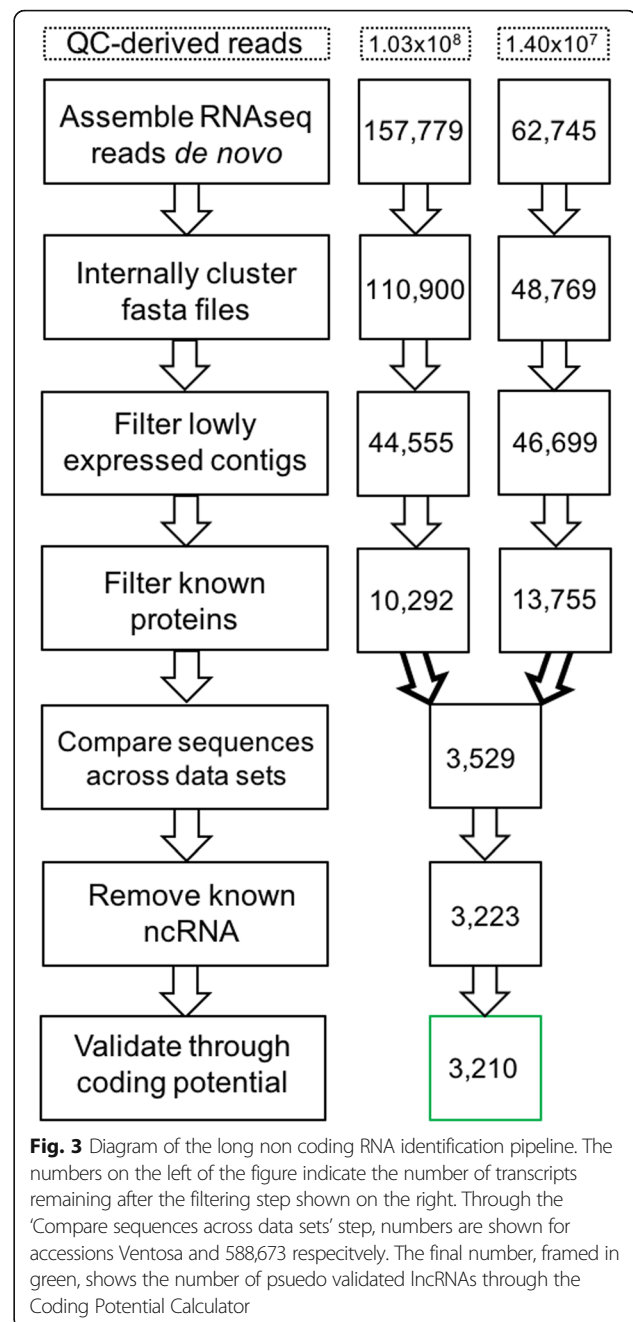 QC-derived reads 1.03x10⁸ 1.40x10⁷
Assemble RNAseq
reads de novo
157,779 62,745
Internally cluster
fasta files
110,900 48,769
Filter lowly
expressed contigs
44,555 46,699
Filter known
proteins
10,292 13,755
Compare sequences
across data sets
3,529
Remove known
ncRNA
3,223
Validate through
coding potential
3,210
Fig. 3 Diagram of the long non coding RNA identification pipeline. The
numbers on the left of the figure indicate the number of transcripts
remaining after the filtering step shown on the right. Through the
‘Compare sequences across data sets’ step, numbers are shown for
accessions Ventosa and 588,673 respecitvely. The final number, framed in
green, shows the number of psuedo validated lncRNAs through the
Coding Potential Calculator